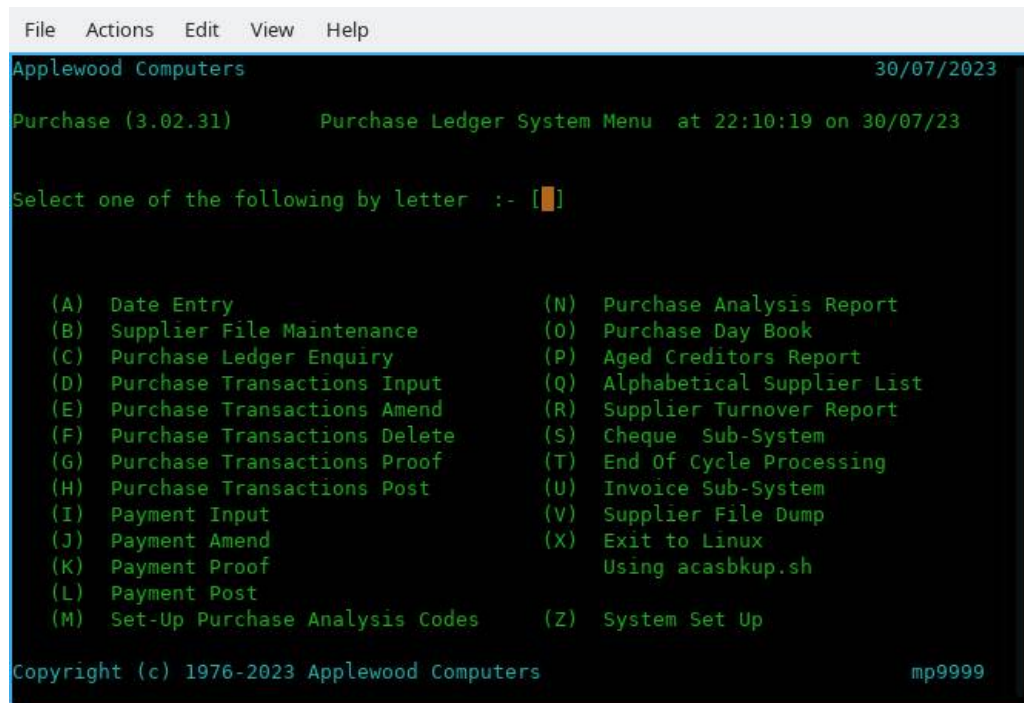 File Actions Edit View Help
Applewood Computers 30/07/2023
Purchase (3.02.31) Purchase Ledger System Menu at 22:10:19 on 30/07/23
Select one of the following by letter :- [ ]
(A) Date Entry (N) Purchase Analysis Report
(B) Supplier File Maintenance (O) Purchase Day Book
(C) Purchase Ledger Enquiry (P) Aged Creditors Report
(D) Purchase Transactions Input (Q) Alphabetical Supplier List
(E) Purchase Transactions Amend (R) Supplier Turnover Report
(F) Purchase Transactions Delete (S) Cheque  Sub-System
(G) Purchase Transactions Proof (T) End Of Cycle Processing
(H) Purchase Transactions Post (U) Invoice Sub-System
(I) Payment Input (V) Supplier File Dump
(J) Payment Amend (X) Exit to Linux
(K) Payment Proof Using acasbkup.sh
(L) Payment Post
(M) Set-Up Purchase Analysis Codes (Z) System Set Up
Copyright (c) 1976-2023 Applewood Computers mp9999